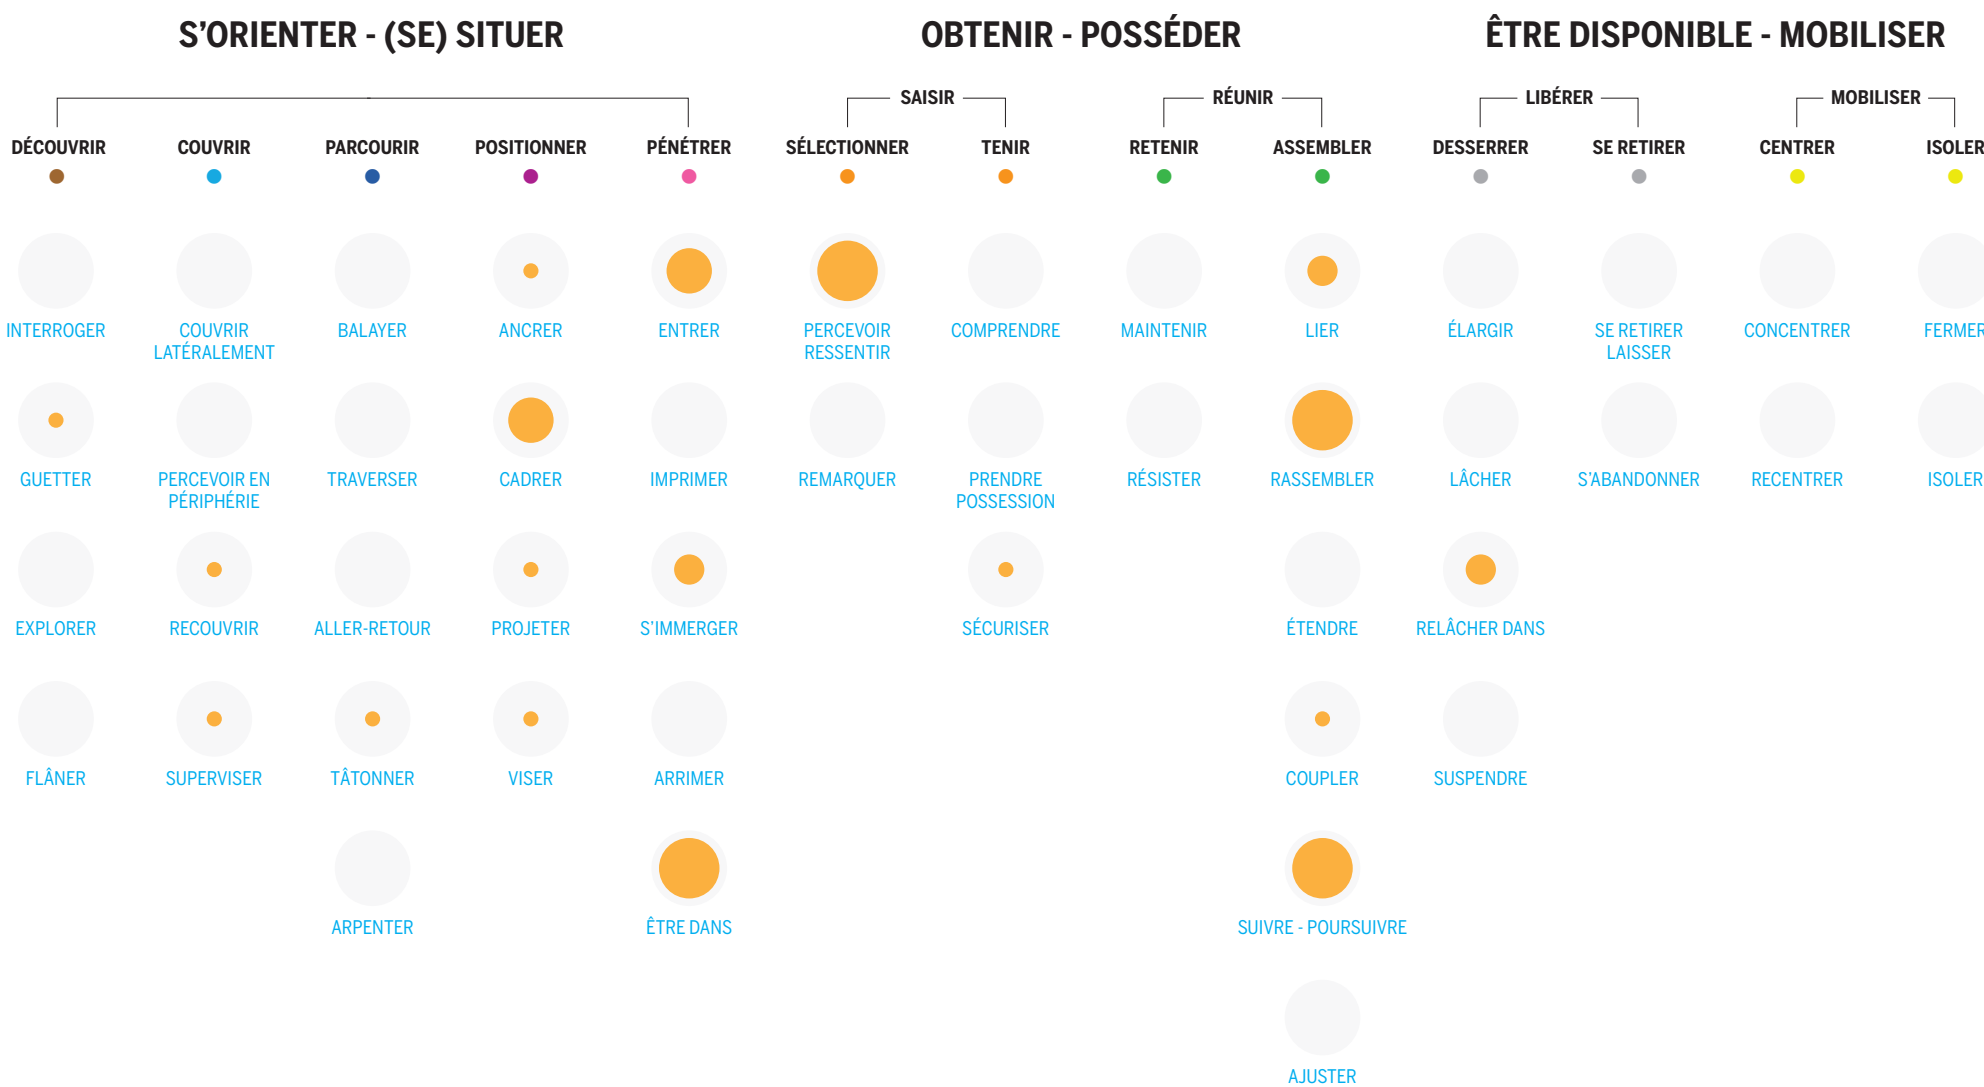 S'ORIENTER - (SE) SITUER
OBTENIR - POSSÉDER
ÊTRE DISPONIBLE - MOBILISER
SAISIR
RÉUNIR
LIBÉRER
MOBILISER
DÉCOUVRIR
COUVRIR
PARCOURIR
POSITIONNER
PÉNÉTRER
SÉLECTIONNER
TENIR
RETENIR
ASSEMBLER
DESSERRER
SE RETIRER
CENTRER
ISOLER
INTERROGER
COUVRIR
LATÉRALEMENT
BALAYER
ANCRER
ENTRER
PERCEVOIR
RESSENTIR
COMPRENDRE
MAINTENIR
LIER
ÉLARGIR
SE RETIRER
LAISSER
CONCENTRER
FERMER
GUETTER
PERCEVOIR EN
PÉRIPHÉRIE
TRAVERSER
CADRER
IMPRIMER
REMARQUER
PRENDRE
POSSESSION
RÉSISTER
RASSEMBLER
LÂCHER
S'ABANDONNER
RECENTRER
ISOLER
EXPLORER
RECOUVRIR
ALLER-RETOUR
PROJETER
S'IMMERGER
SÉCURISER
ÉTENDRE
RELÂCHER DANS
FLÂNER
SUPERVISER
TÂTONNER
VISER
ARRIMER
COUPLER
SUSPENDRE
ARPENTER
ÊTRE DANS
SUIVRE - POURSUIVRE
AJUSTER